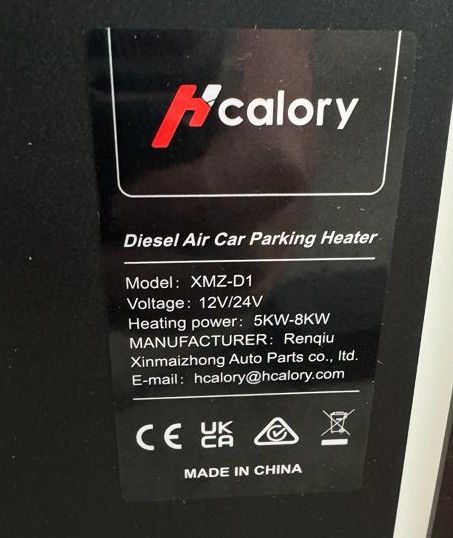 Hcalory
Diesel Air Car Parking Heater
Model: XMZ-D1
Voltage: 12V/24V
Heating power: 5KW-8KW
MANUFACTURER: Renqiu
Xinmaizhong Auto Parts co., ltd.
E-mail: hcalory@hcalory.com
CE UK
CA
MADE IN CHINA